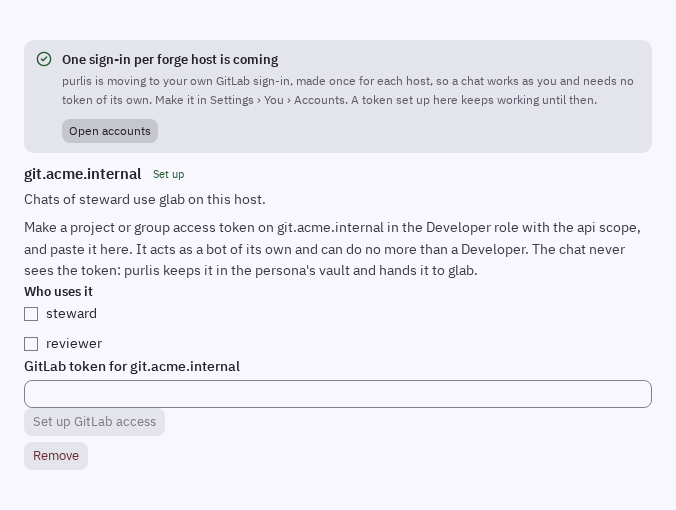 One sign-in per forge host is coming
purlis is moving to your own GitLab sign-in, made once for each host, so a chat works as you and needs no
token of its own. Make it in Settings › You › Accounts. A token set up here keeps working until then.
Open accounts
git.acme.internal Set up
Chats of steward use glab on this host.
Make a project or group access token on git.acme.internal in the Developer role with the api scope,
and paste it here. It acts as a bot of its own and can do no more than a Developer. The chat never
sees the token: purlis keeps it in the persona's vault and hands it to glab.
Who uses it
steward
reviewer
GitLab token for git.acme.internal
Set up GitLab access
Remove